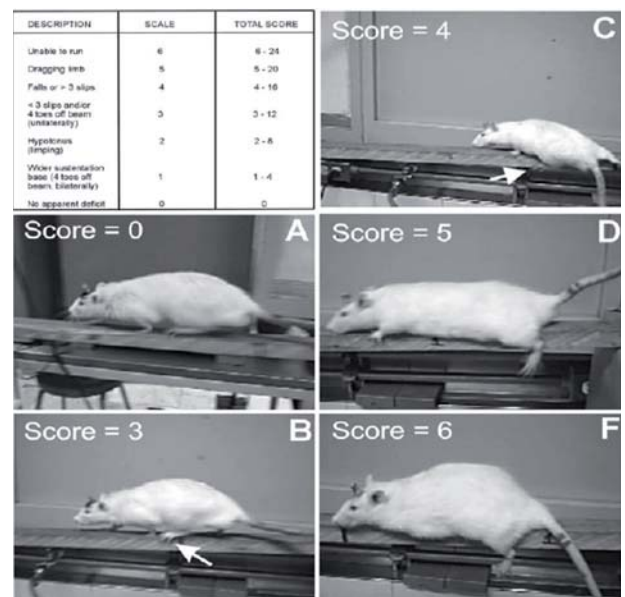 DESCRIPTION SCALE TOTAL SCORE
Unable to run 6 6 - 24
Dragging limb 5 5 - 20
Falls or > 3 slips 4 4 - 16
< 3 slips and/or
4 toes off beam 3 3 - 12
(unilaterally)
Hypotonus 2 2 - 8
(limping)
Wider sustentation
base (4 toes off 1 1 - 4
beam, bilaterally)
No apparent deficit 0 0
Score = 4 C
Score = 0 A
Score = 5 D
Score = 3 B
Score = 6 F